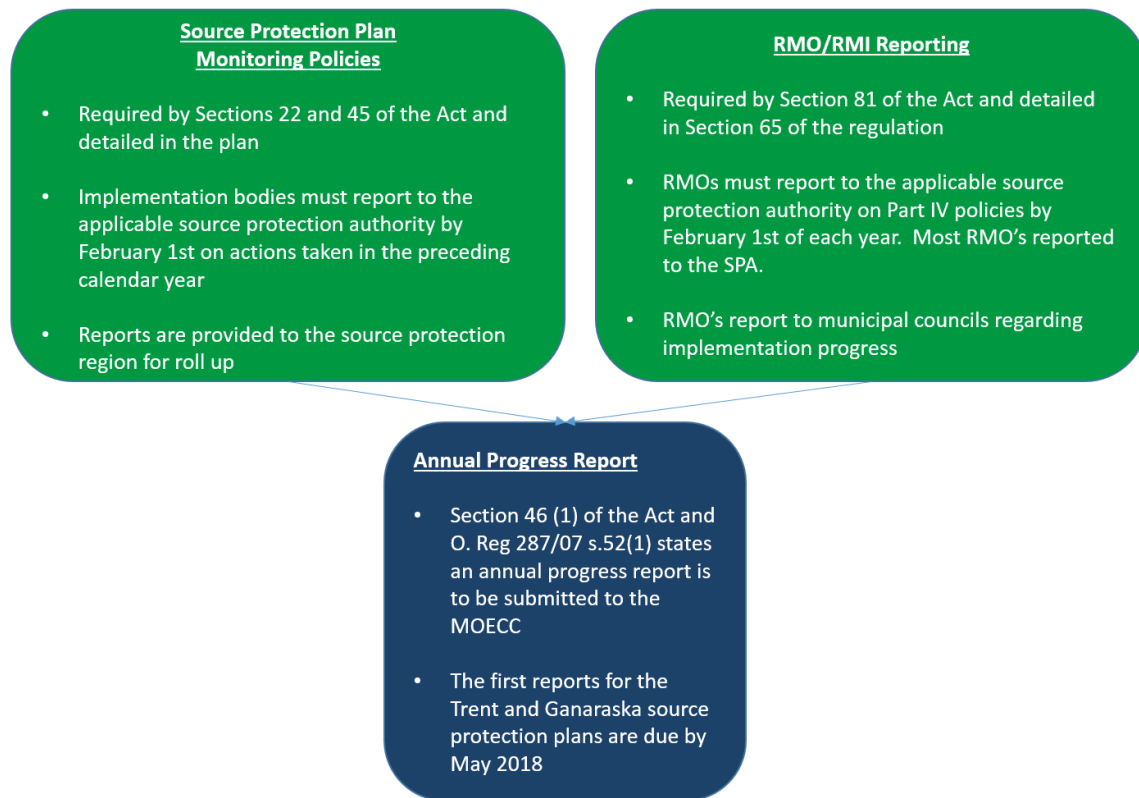 Source Protection Plan
Monitoring Policies
• Required by Sections 22 and 45 of the Act and
detailed in the plan
• Implementation bodies must report to the
applicable source protection authority by
February 1st on actions taken in the preceding
calendar year
• Reports are provided to the source protection
region for roll up
RMO/RMI Reporting
• Required by Section 81 of the Act and detailed
in Section 65 of the regulation
• RMOs must report to the applicable source
protection authority on Part IV policies by
February 1st of each year.  Most RMO's reported
to the SPA.
• RMO's report to municipal councils regarding
implementation progress
Annual Progress Report
• Section 46 (1) of the Act and
O. Reg 287/07 s.52(1) states
an annual progress report is
to be submitted to the
MOECC
• The first reports for the
Trent and Ganaraska source
protection plans are due by
May 2018